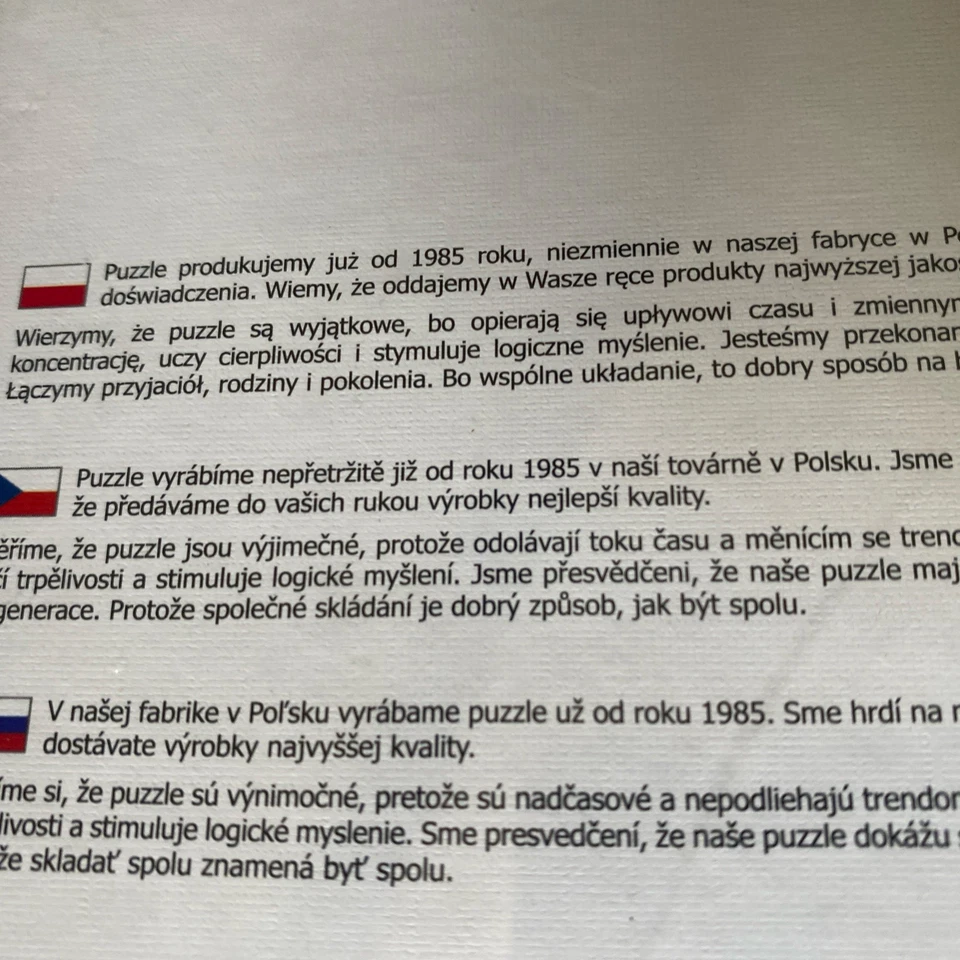 Puzzle produkujemy już od 1985 roku, niezmiennie w naszej fabryce w
doświadczenia. Wiemy, że oddajemy w Wasze ręce produkty najwyższej
Wierzymy, że puzzle są wyjątkowe, bo opierają się upływowi czasu i
koncentrację, uczy cierpliwości i stymuluje logiczne myślenie. Jesteśmy
Łączymy przyjaciół, rodziny i pokolenia. Bo wspólne układanie, to dobry sposób na
Puzzle vyrábíme nepřetržitě již od roku 1985 v naší továrně v Polsku. Jsme
že předáváme do vašich rukou výrobky nejlepší kvality.
že puzzle jsou výjimečné, protože odolávají toku času a měnícím se
trpělivosti a stimuluje logické myšlení. Jsme přesvědčeni, že naše puzzle
generace. Protože společné skládání je dobrý způsob, jak být spolu.
V našej fabrike v Poľsku vyrábame puzzle už od roku 1985. Sme hrdí na
dostávate výrobky najvyššej kvality.
si, že puzzle sú výnimočné, pretože sú nadčasové a nepodliehajú
a stimuluje logické myslenie. Sme presvedčení, že naše puzzle dokážu
že skladať spolu znamená byť spolu.